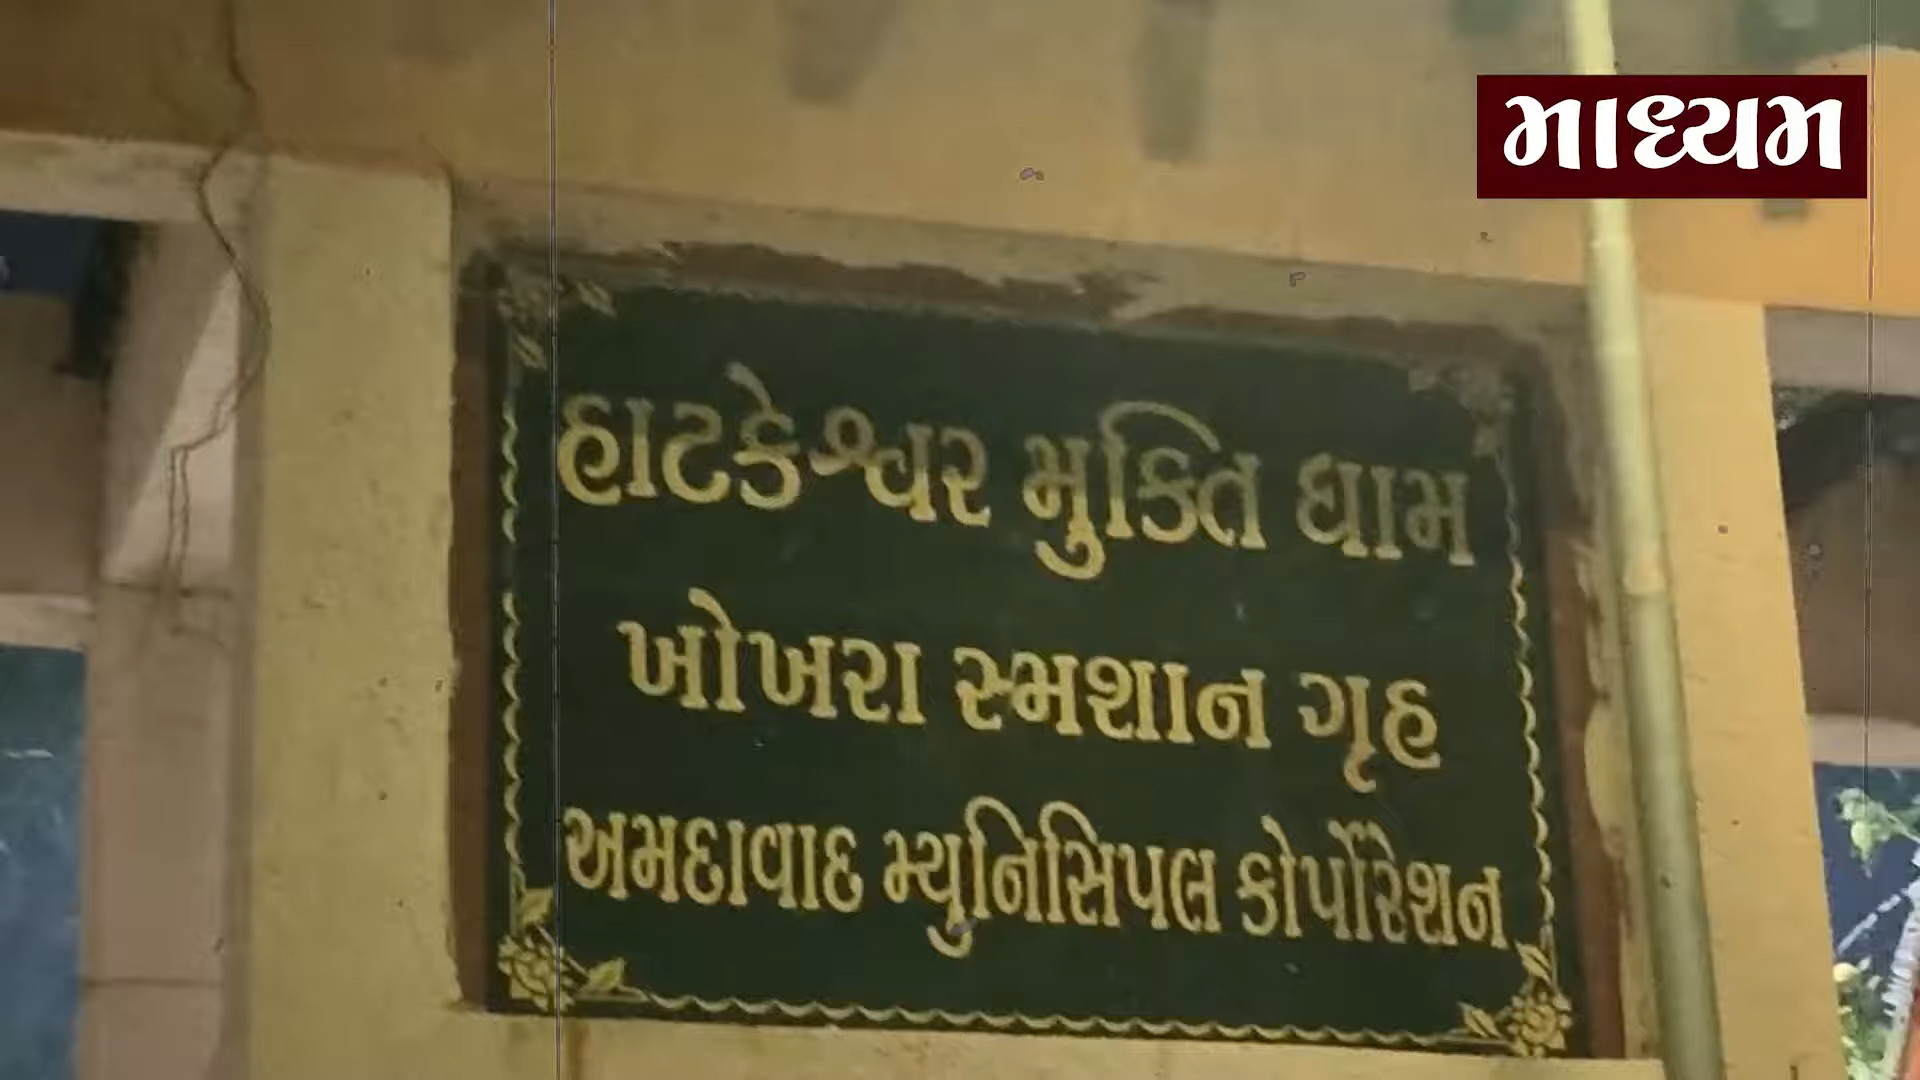 માધ્યમ
હાટકેશ્વર મુકિત ધામ
ખોખરા સ્મશાન ગૃહ
અમદાવાદ મ્યુનિસિપલ કોર્પોરેશન